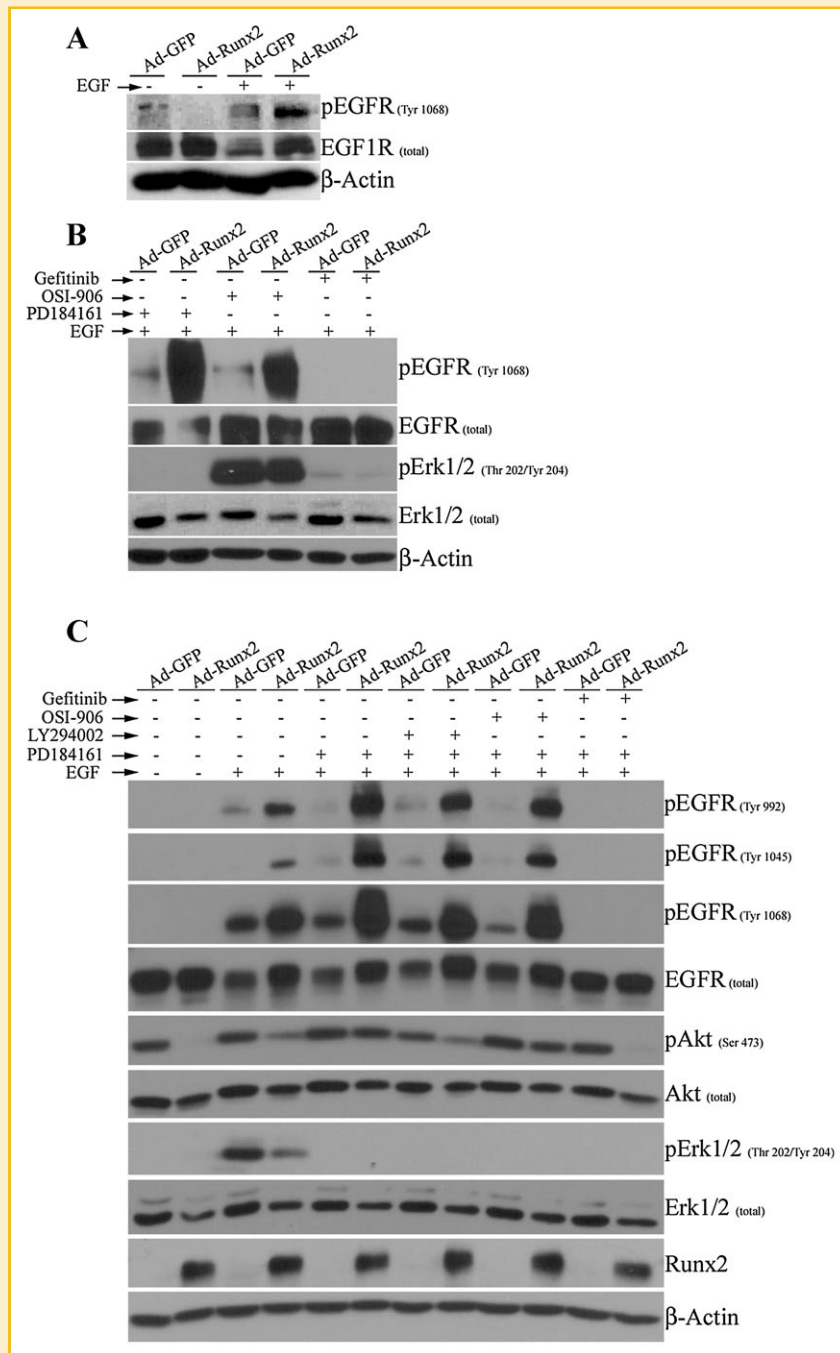 A
Ad-GFP Ad-Runx2 Ad-GFP Ad-Runx2
EGF - - + +
pEGFR (Tyr 1068)
EGF1R (total)
β-Actin
B
Ad-GFP Ad-Runx2 Ad-GFP Ad-Runx2 Ad-GFP Ad-Runx2
Gefitinib - - - - + +
OSI-906 - - + + - -
PD184161 + + - - - -
EGF + + + + + +
pEGFR (Tyr 1068)
EGFR (total)
pErk1/2 (Thr 202/Tyr 204)
Erk1/2 (total)
β-Actin
C
Ad-GFP Ad-Runx2 Ad-GFP Ad-Runx2 Ad-GFP Ad-Runx2 Ad-GFP Ad-Runx2 Ad-GFP Ad-Runx2 Ad-GFP Ad-Runx2
Gefitinib - - - - - - - - - - + +
OSI-906 - - - - - - - - + + - -
LY294002 - - - - - - + + - - - -
PD184161 - - - - + + + + + + + +
EGF - - + + + + + + + + + +
pEGFR (Tyr 992)
pEGFR (Tyr 1045)
pEGFR (Tyr 1068)
EGFR (total)
pAkt (Ser 473)
Akt (total)
pErk1/2 (Thr 202/Tyr 204)
Erk1/2 (total)
Runx2
β-Actin